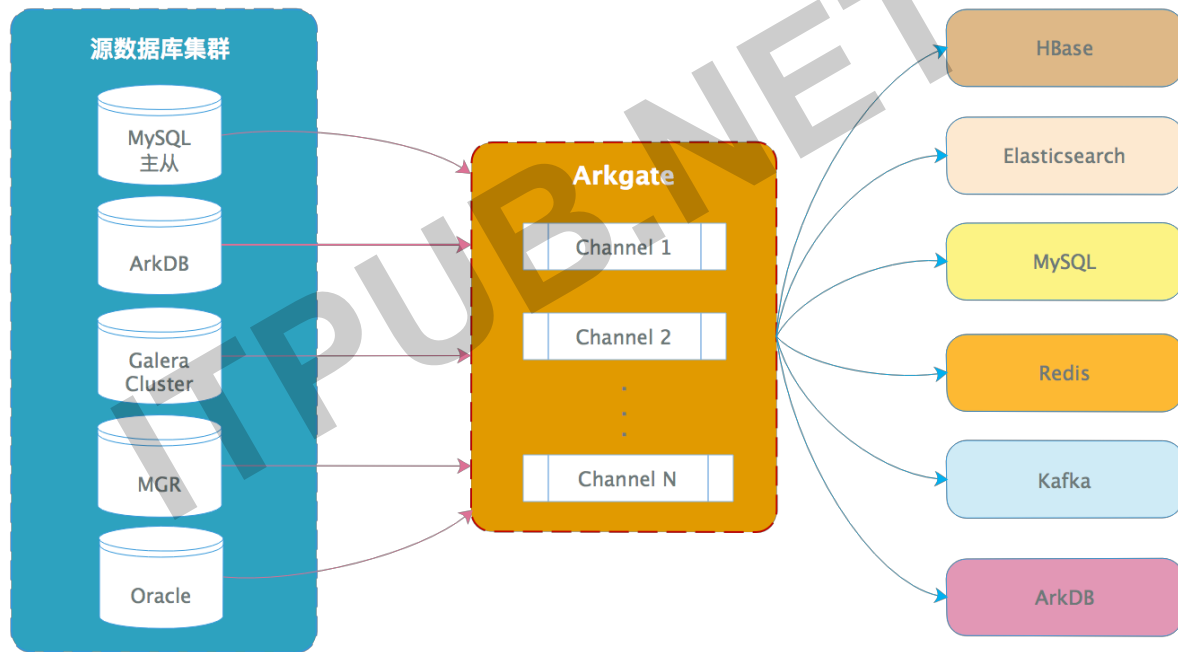 源数据库集群
MySQL
主从
ArkDB
Galera
Cluster
MGR
Oracle
Arkgate
Channel 1
Channel 2
Channel N
HBase
Elasticsearch
MySQL
Redis
Kafka
ArkDB
ITPUB.NET